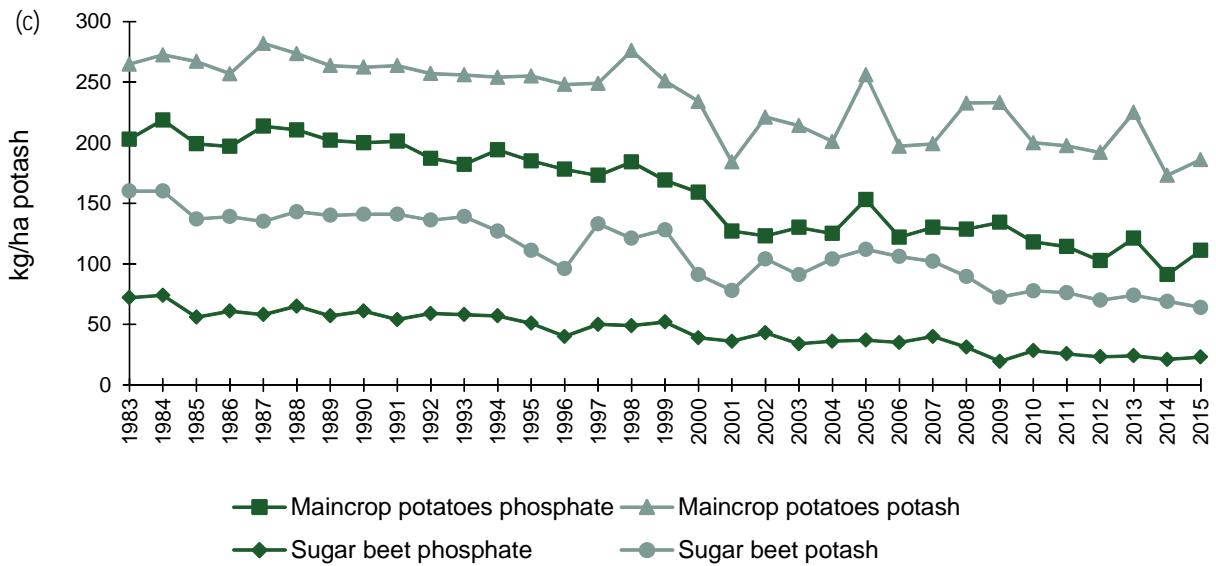 (c)
300
250
200
150
100
50
0
kg/ha potash
1983 1984 1985 1986 1987 1988 1989 1990 1991 1992 1993 1994 1995 1996 1997 1998 1999 2000 2001 2002 2003 2004 2005 2006 2007 2008 2009 2010 2011 2012 2013 2014 2015
Maincrop potatoes phosphate Maincrop potatoes potash
Sugar beet phosphate Sugar beet potash